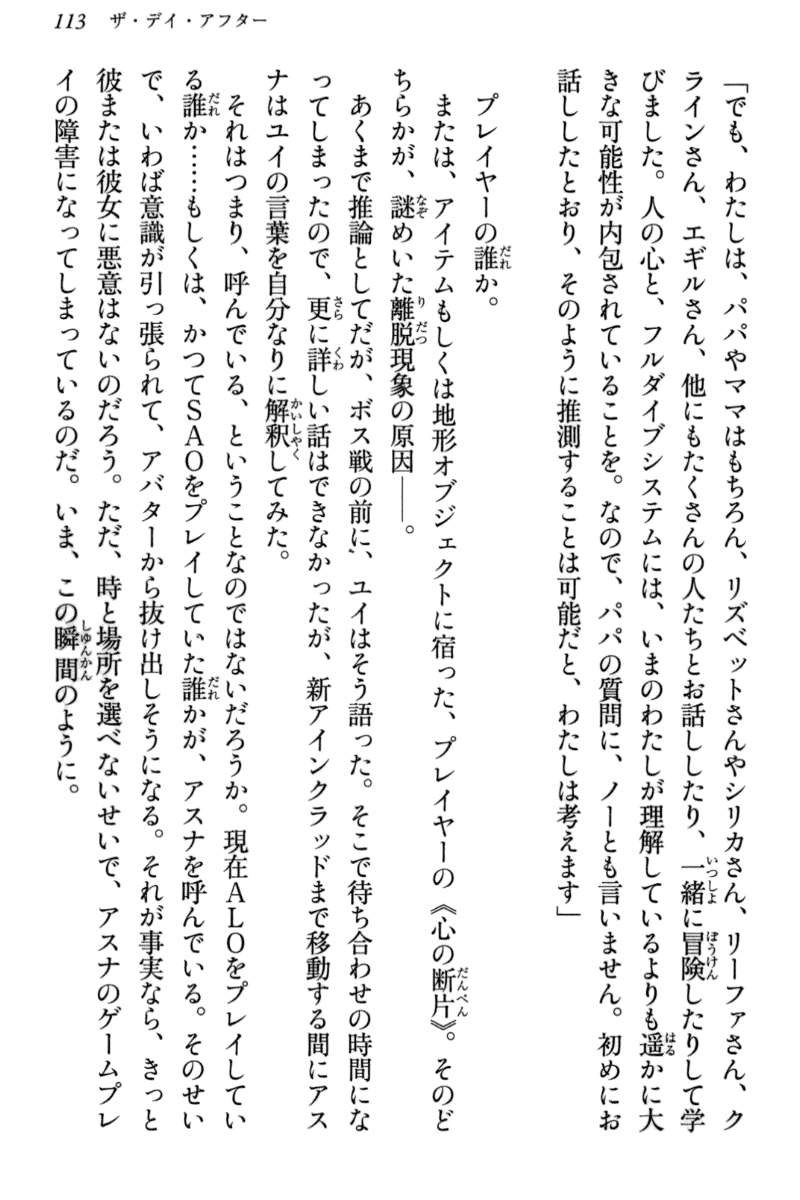 113 ザ・デイ・アフター
「でも、わたしは、パパやママはもちろん、リズベットさんやシリカさん、リーファさん、ク
ラインさん、エギルさん、他にもたくさんの人たちとお話ししたり、一緒に冒険したりして学
びました。人の心と、フルダイブシステムには、いまのわたしが理解しているよりも遥かに大
きな可能性が内包されていることを。なので、パパの質問に、ノーとも言いません。初めにお
話ししたとおり、そのように推測することは可能だと、わたしは考えます」
プレイヤーの誰か。
または、アイテムもしくは地形オブジェクトに宿った、プレイヤーの《心の断片》。そのど
ちらかが、謎めいた離脱現象の原因――。
あくまで推論としてだが、ボス戦の前に、ユイはそう語った。そこで待ち合わせの時間にな
ってしまったので、更に詳しい話はできなかったが、新アインクラッドまで移動する間にアス
ナはユイの言葉を自分なりに解釈してみた。
それはつまり、呼んでいる、ということなのではないだろうか。現在ＡＬＯをプレイしてい
る誰か……もしくは、かつてＳＡＯをプレイしていた誰かが、アスナを呼んでいる。そのせい
で、いわば意識が引っ張られて、アバターから抜け出しそうになる。それが事実なら、きっと
彼または彼女に悪意はないのだろう。ただ、時と場所を選べないせいで、アスナのゲームプレ
イの障害になってしまっているのだ。いま、この瞬間のように。